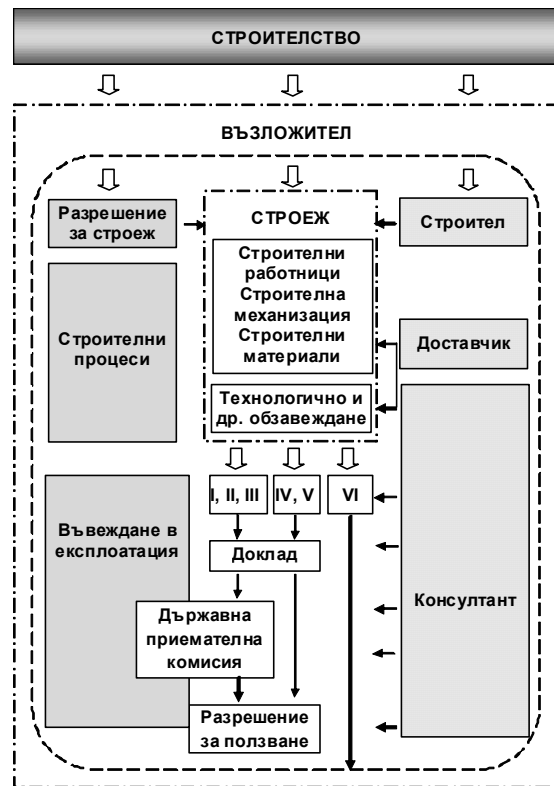 СТРОИТЕЛСТВО
ВЪЗЛОЖИТЕЛ
Разрешение
за строеж
СТРОЕЖ
Строител
Строителни
работници
Строителна
механизация
Строителни
материали
Строителни
процеси
Доставчик
Технологично и
др. обзавеждане
I, II, III
IV, V
VI
Въвеждане в
експлоатация
Доклад
Консултант
Държавна
приемателна
комисия
Разрешение
за ползване